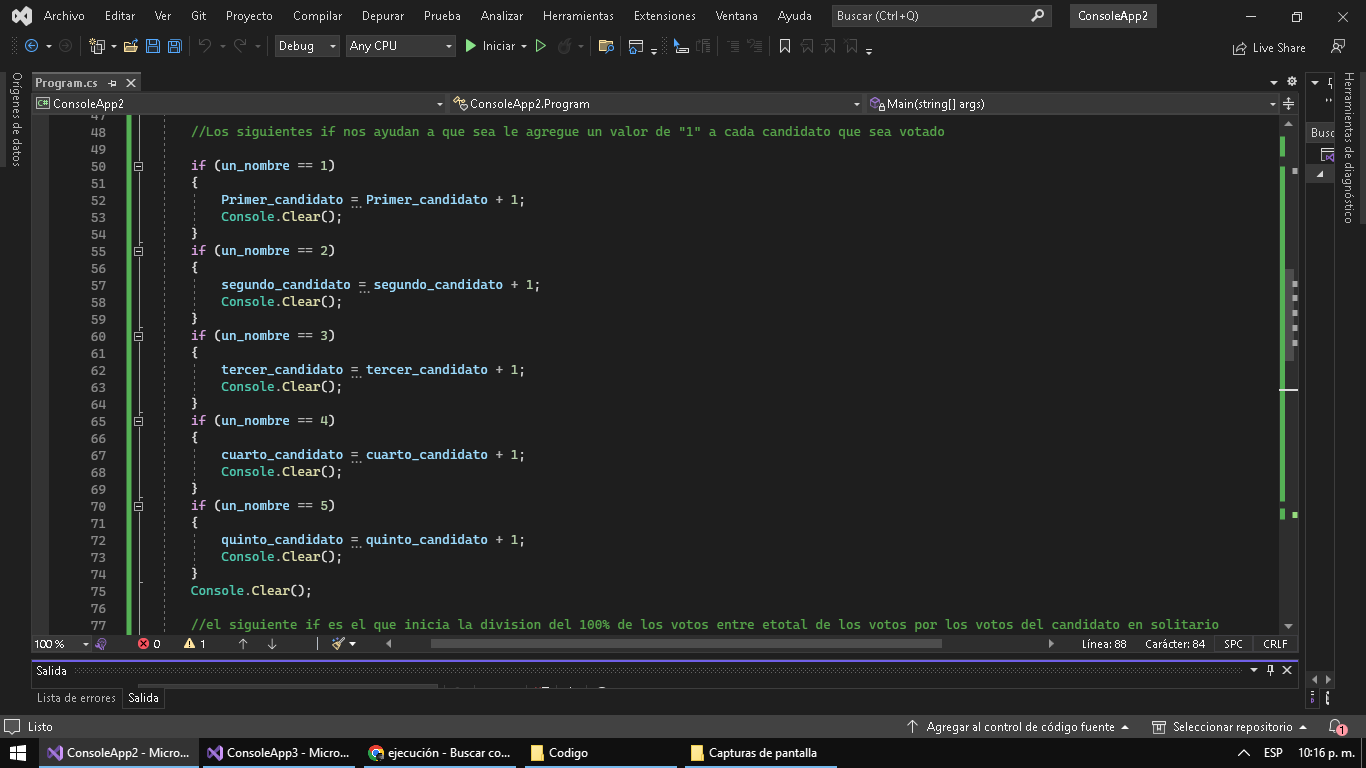 Archivo Editar Ver Git Proyecto Compilar Depurar Prueba Analizar Herramientas Extensiones Ventana Ayuda Buscar (Ctrl+Q) ConsoleApp2
Debug Any CPU Iniciar Live Share
Orígenes de datos
Program.cs
ConsoleApp2 ConsoleApp2.Program Main(string[] args)
47
48 //Los siguientes if nos ayudan a que sea le agregue un valor de "1" a cada candidato que sea votado
49
50 if (un_nombre == 1)
51 {
52 Primer_candidato = Primer_candidato + 1;
53 Console.Clear();
54 }
55 if (un_nombre == 2)
56 {
57 segundo_candidato = segundo_candidato + 1;
58 Console.Clear();
59 }
60 if (un_nombre == 3)
61 {
62 tercer_candidato = tercer_candidato + 1;
63 Console.Clear();
64 }
65 if (un_nombre == 4)
66 {
67 cuarto_candidato = cuarto_candidato + 1;
68 Console.Clear();
69 }
70 if (un_nombre == 5)
71 {
72 quinto_candidato = quinto_candidato + 1;
73 Console.Clear();
74 }
75 Console.Clear();
76
77 //el siguiente if es el que inicia la division del 100% de los votos entre etotal de los votos por los votos del candidato en solitario
Busc
Herramientas de diagnóstico
100 % 0 1 Línea: 88 Carácter: 84 SPC CRLF
Salida
Lista de errores Salida
Listo Agregar al control de código fuente Seleccionar repositorio 1
ConsoleApp2 - Micro... ConsoleApp3 - Micro... ejecución - Buscar co... Codigo Capturas de pantalla ESP 10:16 p. m.